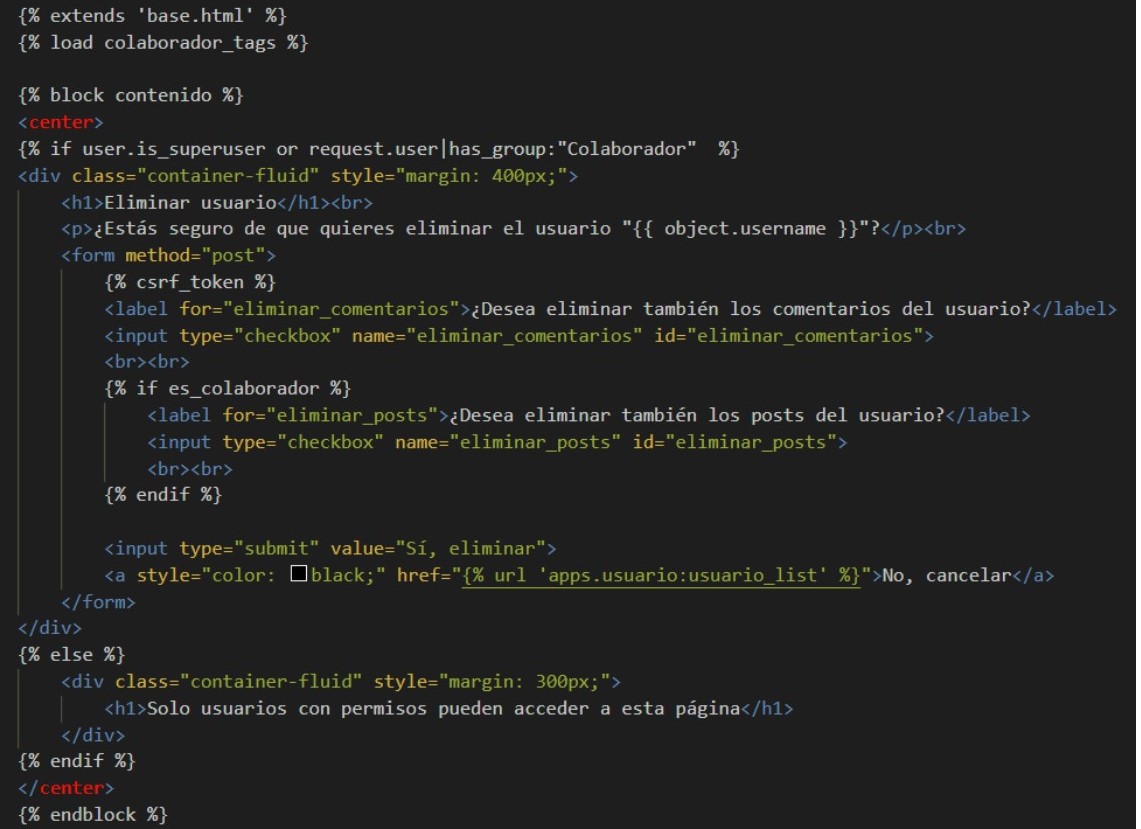 {% extends 'base.html' %}
{% load colaborador_tags %}

{% block contenido %}
<center>
{% if user.is_superuser or request.user|has_group:"Colaborador"  %}
<div class="container-fluid" style="margin: 400px;">
    <h1>Eliminar usuario</h1><br>
    <p>¿Estás seguro de que quieres eliminar el usuario "{{ object.username }}"?</p><br>
    <form method="post">
        {% csrf_token %}
        <label for="eliminar_comentarios">¿Desea eliminar también los comentarios del usuario?</label>
        <input type="checkbox" name="eliminar_comentarios" id="eliminar_comentarios">
        <br><br>
        {% if es_colaborador %}
            <label for="eliminar_posts">¿Desea eliminar también los posts del usuario?</label>
            <input type="checkbox" name="eliminar_posts" id="eliminar_posts">
            <br><br>
        {% endif %}

        <input type="submit" value="Sí, eliminar">
        <a style="color: black;" href="{% url 'apps.usuario:usuario_list' %}">No, cancelar</a>
    </form>
</div>
{% else %}
    <div class="container-fluid" style="margin: 300px;">
        <h1>Solo usuarios con permisos pueden acceder a esta página</h1>
    </div>
{% endif %}
</center>
{% endblock %}